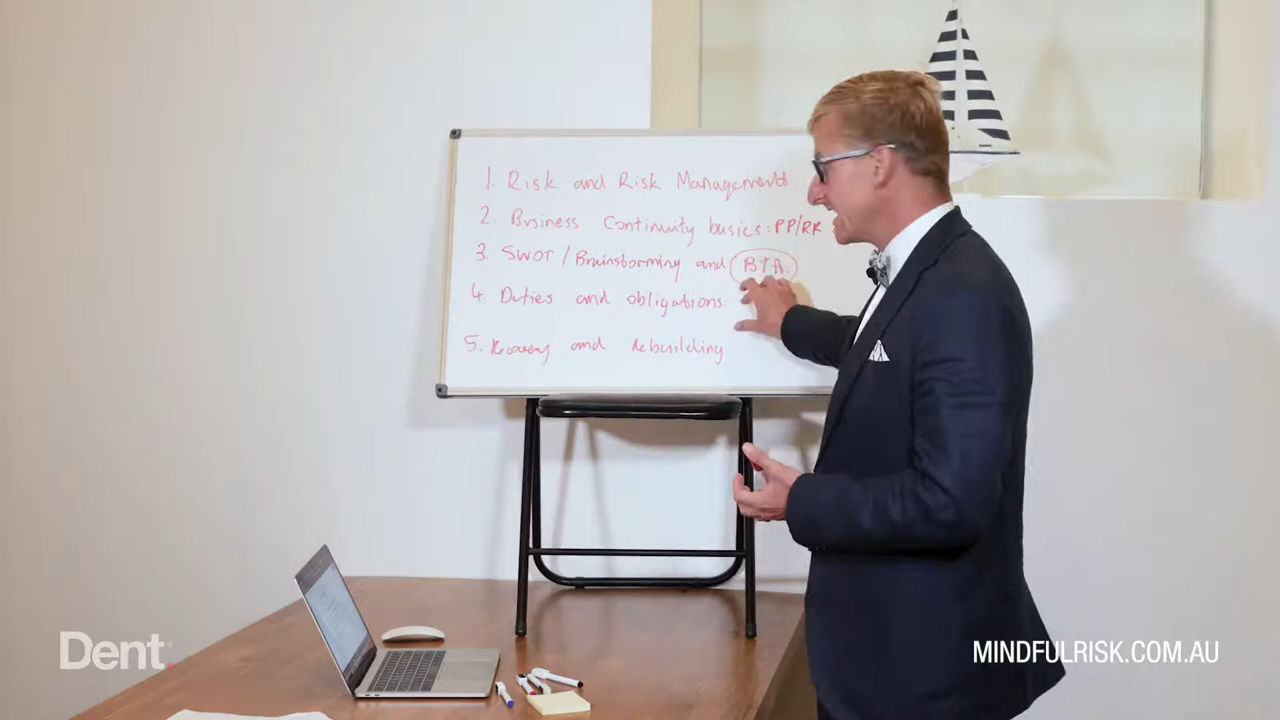 1. Risk and Risk Management
2. Business Continuity basics: PP/RR
3. SWOT / Brainstorming and BIA.
4. Duties and obligations.
5. Recovery and Rebuilding
Dent.
MINDFULRISK.COM.AU